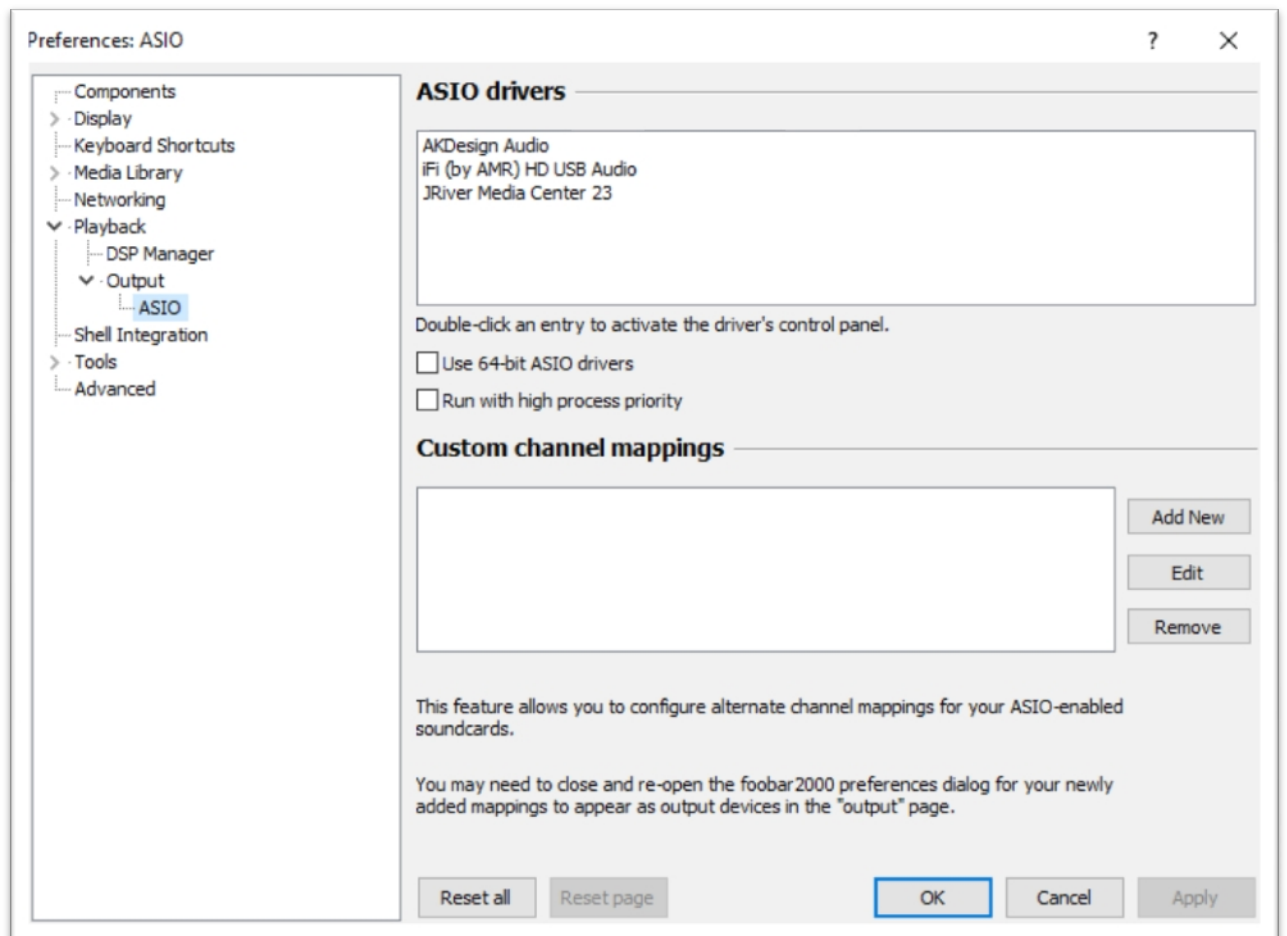 Preferences: ASIO
?
Components
Display
Keyboard Shortcuts
Media Library
Networking
Playback
DSP Manager
Output
ASIO
Shell Integration
Tools
Advanced
ASIO drivers
AKDesign Audio
iFi (by AMR) HD USB Audio
JRiver Media Center 23
Double-click an entry to activate the driver's control panel.
Use 64-bit ASIO drivers
Run with high process priority
Custom channel mappings
Add New
Edit
Remove
This feature allows you to configure alternate channel mappings for your ASIO-enabled
soundcards.
You may need to close and re-open the foobar2000 preferences dialog for your newly
added mappings to appear as output devices in the "output" page.
Reset all
Reset page
OK
Cancel
Apply